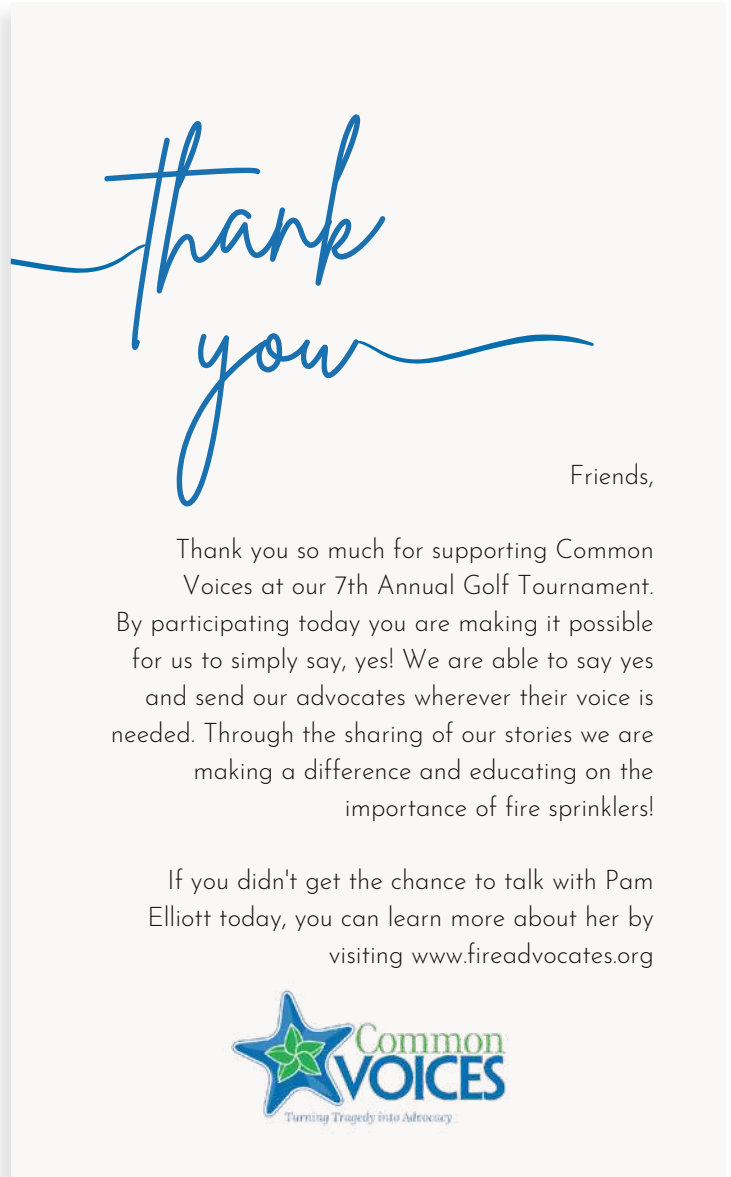 thank
you
Friends,
Thank you so much for supporting Common
Voices at our 7th Annual Golf Tournament.
By participating today you are making it possible
for us to simply say, yes! We are able to say yes
and send our advocates wherever their voice is
needed. Through the sharing of our stories we are
making a difference and educating on the
importance of fire sprinklers!
If you didn't get the chance to talk with Pam
Elliott today, you can learn more about her by
visiting www.fireadvocates.org
Common
VOICES
Turning Tragedy into Advocacy